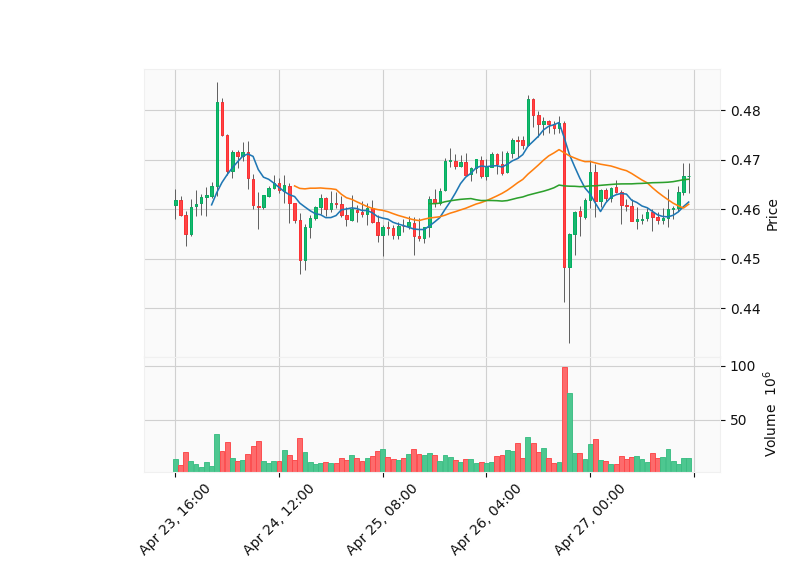 0.48
0.47
0.46
0.45
0.44
Price
100
50
Volume 10^6
Apr 23, 16:00
Apr 24, 12:00
Apr 25, 08:00
Apr 26, 04:00
Apr 27, 00:00